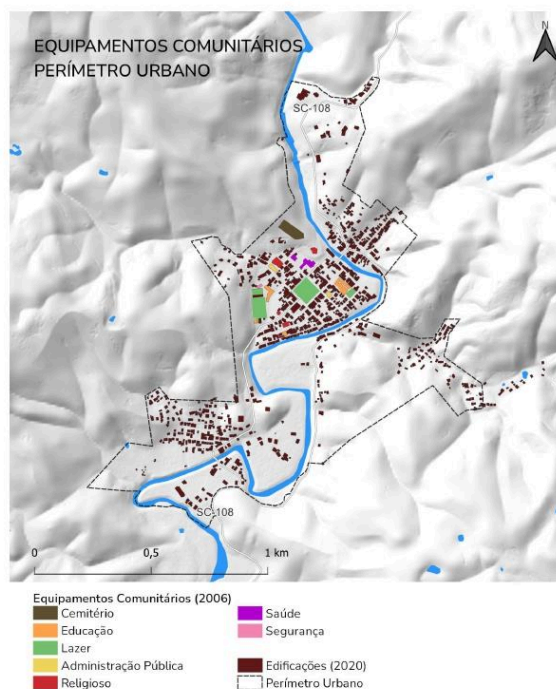 EQUIPAMENTOS COMUNITÁRIOS
PERÍMETRO URBANO
N
SC-108
SC-108
0 0,5 1 km
Equipamentos Comunitários (2006)
Cemitério
Educação
Lazer
Administração Pública
Religioso
Saúde
Segurança
Edificações (2020)
Perímetro Urbano